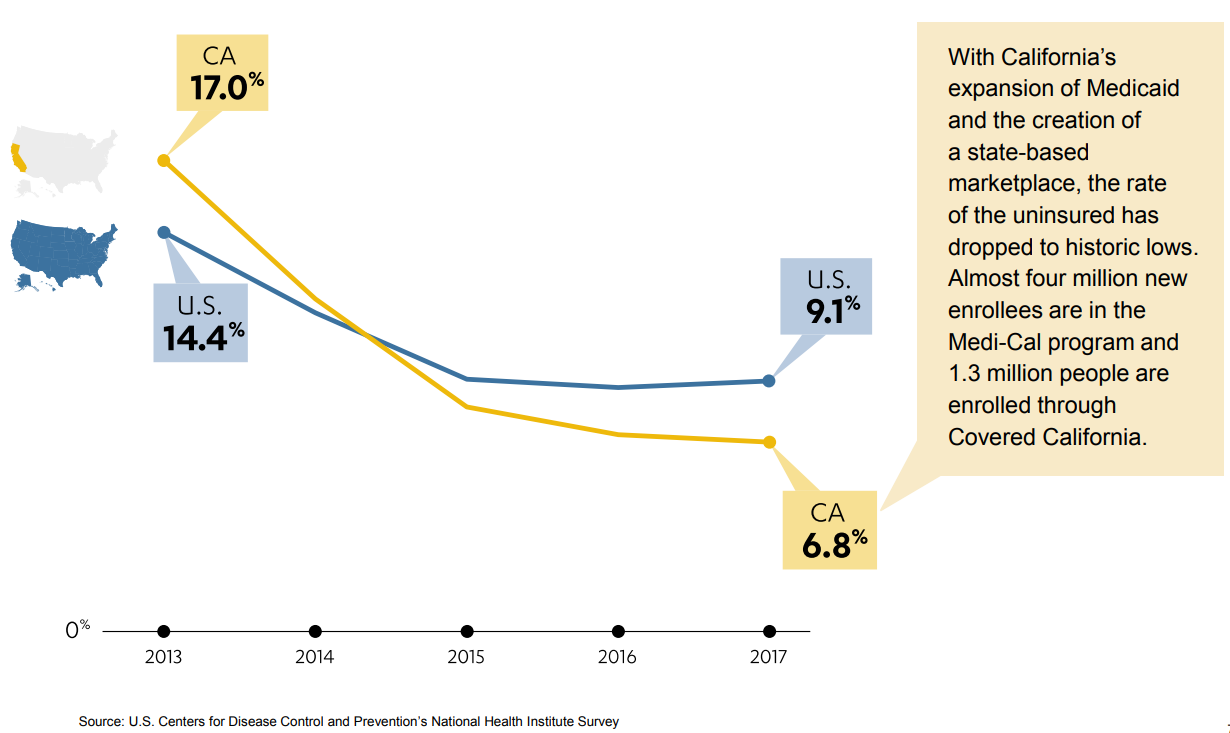 CA
17.0%
U.S.
14.4%
U.S.
9.1%
CA
6.8%
With California’s
expansion of Medicaid
and the creation of
a state-based
marketplace, the rate
of the uninsured has
dropped to historic lows.
Almost four million new
enrollees are in the
Medi-Cal program and
1.3 million people are
enrolled through
Covered California.
0%
2013 2014 2015 2016 2017
Source: U.S. Centers for Disease Control and Prevention’s National Health Institute Survey